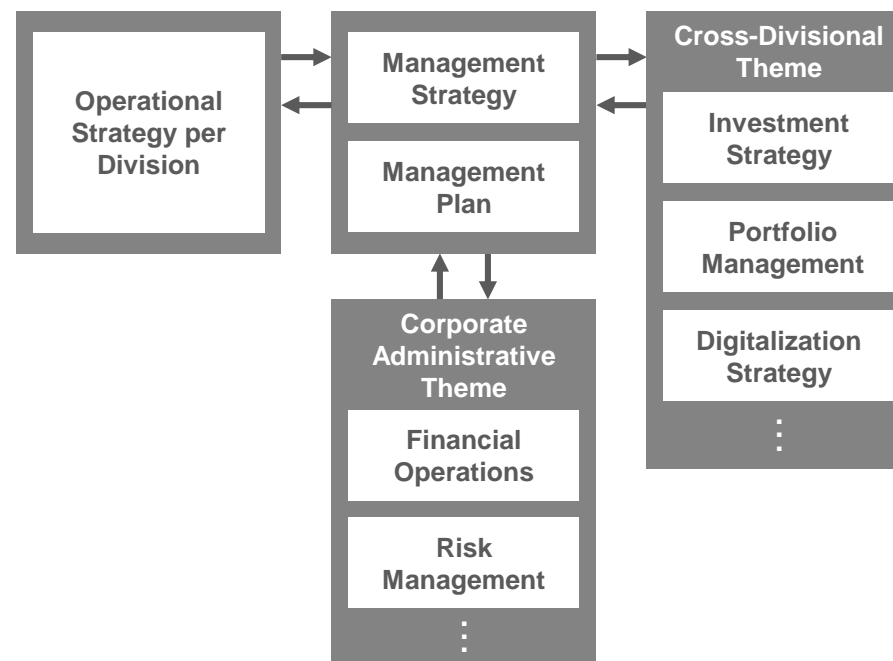 Operational
Strategy per
Division
Management
Strategy
Management
Plan
Cross-Divisional
Theme
Investment
Strategy
Portfolio
Management
Digitalization
Strategy
⋮
Corporate
Administrative
Theme
Financial
Operations
Risk
Management
⋮